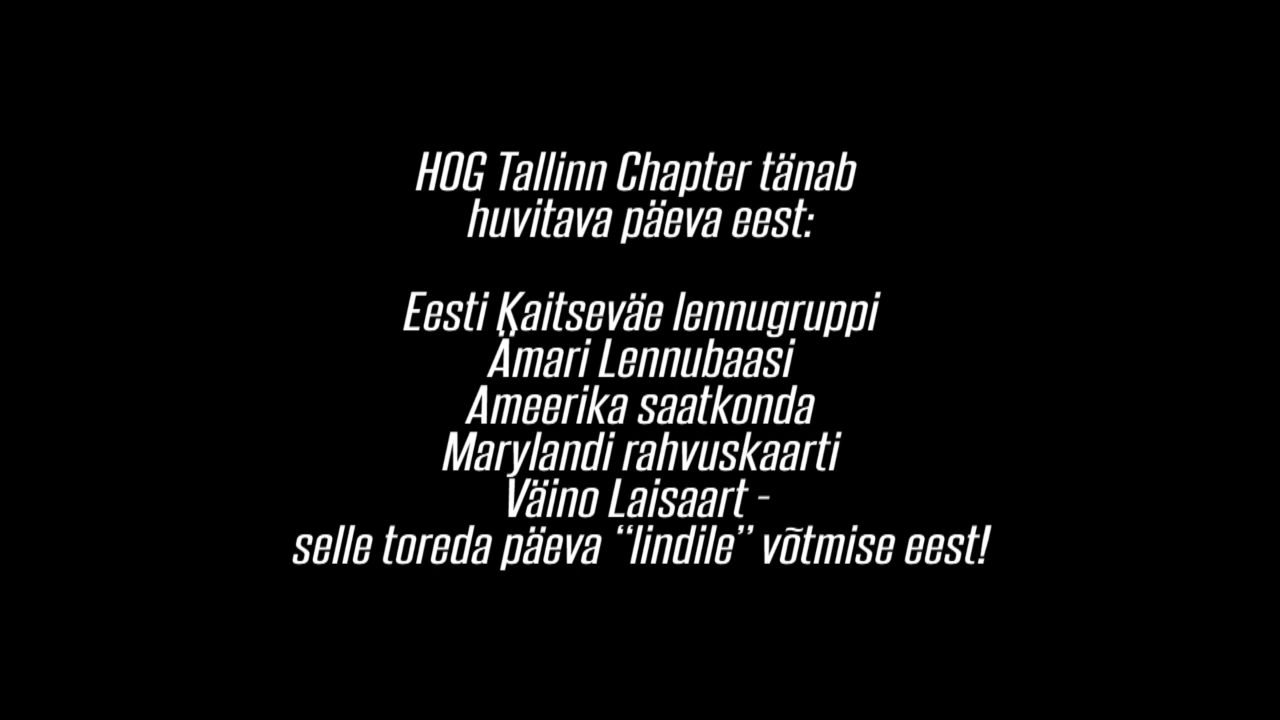 HOG Tallinn Chapter tänab
huvitava päeva eest:
Eesti Kaitseväe lennugruppi
Ämari Lennubaasi
Ameerika saatkonda
Marylandi rahvuskaarti
Väino Laisaart -
selle toreda päeva “lindile” võtmise eest!